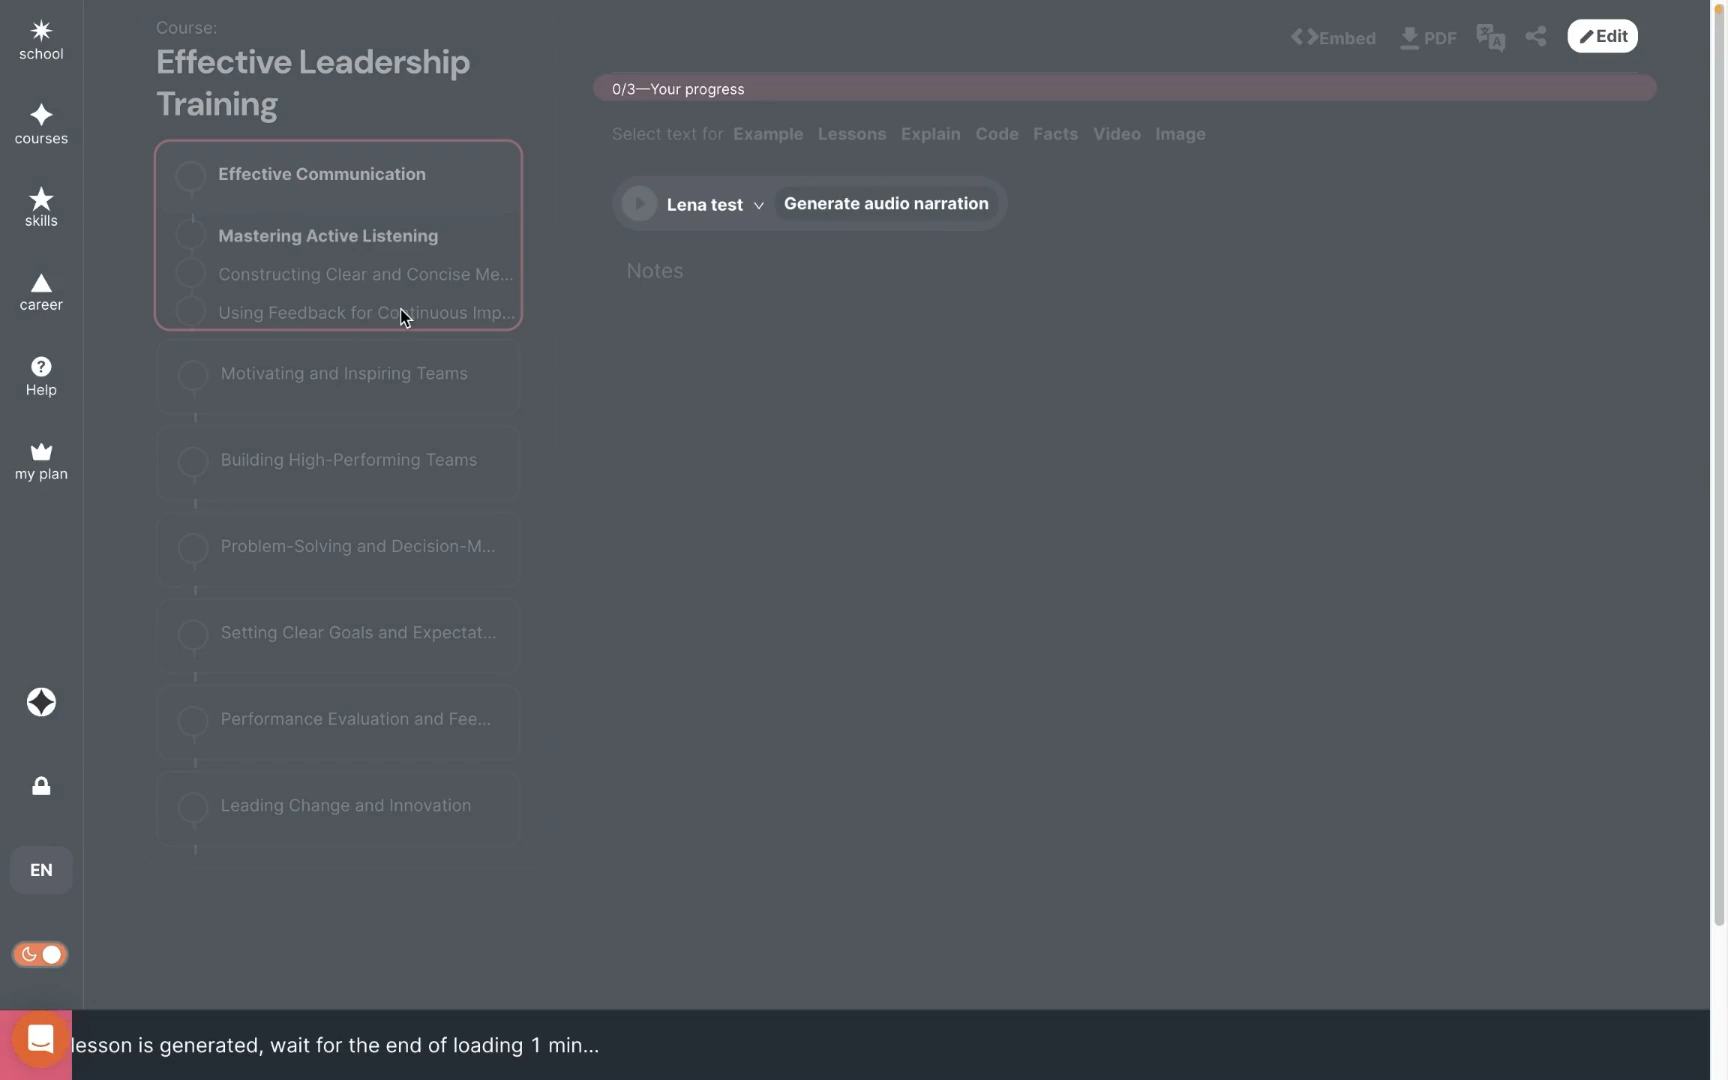 school
courses
skills
career
Help
my plan
EN
Course:
Effective Leadership
Training
Effective Communication
Mastering Active Listening
Constructing Clear and Concise Me...
Using Feedback for Continuous Imp...
Motivating and Inspiring Teams
Building High-Performing Teams
Problem-Solving and Decision-M...
Setting Clear Goals and Expectat...
Performance Evaluation and Fee...
Leading Change and Innovation
Embed PDF Edit
0/3—Your progress
Select text for Example Lessons Explain Code Facts Video Image
Lena test Generate audio narration
Notes
lesson is generated, wait for the end of loading 1 min...